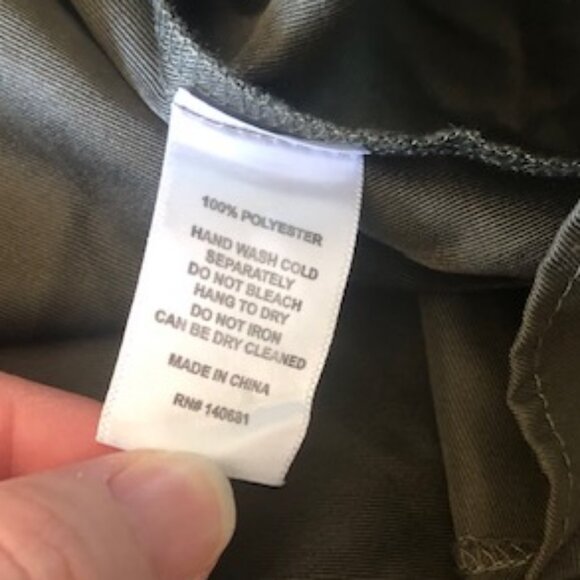 100% POLYESTER
HAND WASH COLD
SEPARATELY
DO NOT BLEACH
HANG TO DRY
DO NOT IRON
CAN BE DRY CLEANED
MADE IN CHINA
RN# 140681